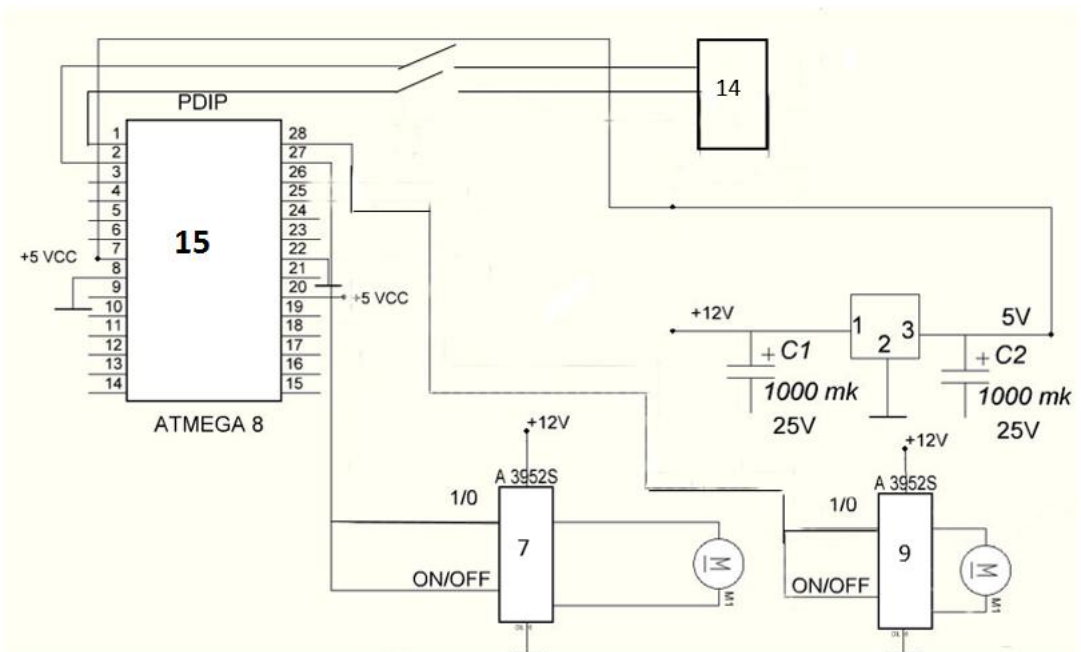 14
PDIP
1 28
2 27
3 26
4 25
5 24
6 23
7 22
8 21
9 20
10 19
11 18
12 17
13 16
14 15
15
+5 VCC
+5 VCC
ATMEGA 8
+12V
1 2 3
5V
+ C1
1000 mk
25V
+ C2
1000 mk
25V
+12V
A 3952S
1/0
7
ON/OFF
M
M1
+12V
A 3952S
1/0
9
ON/OFF
M
M1